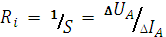 R_i = 1/S = ΔU_A/ΔI_A